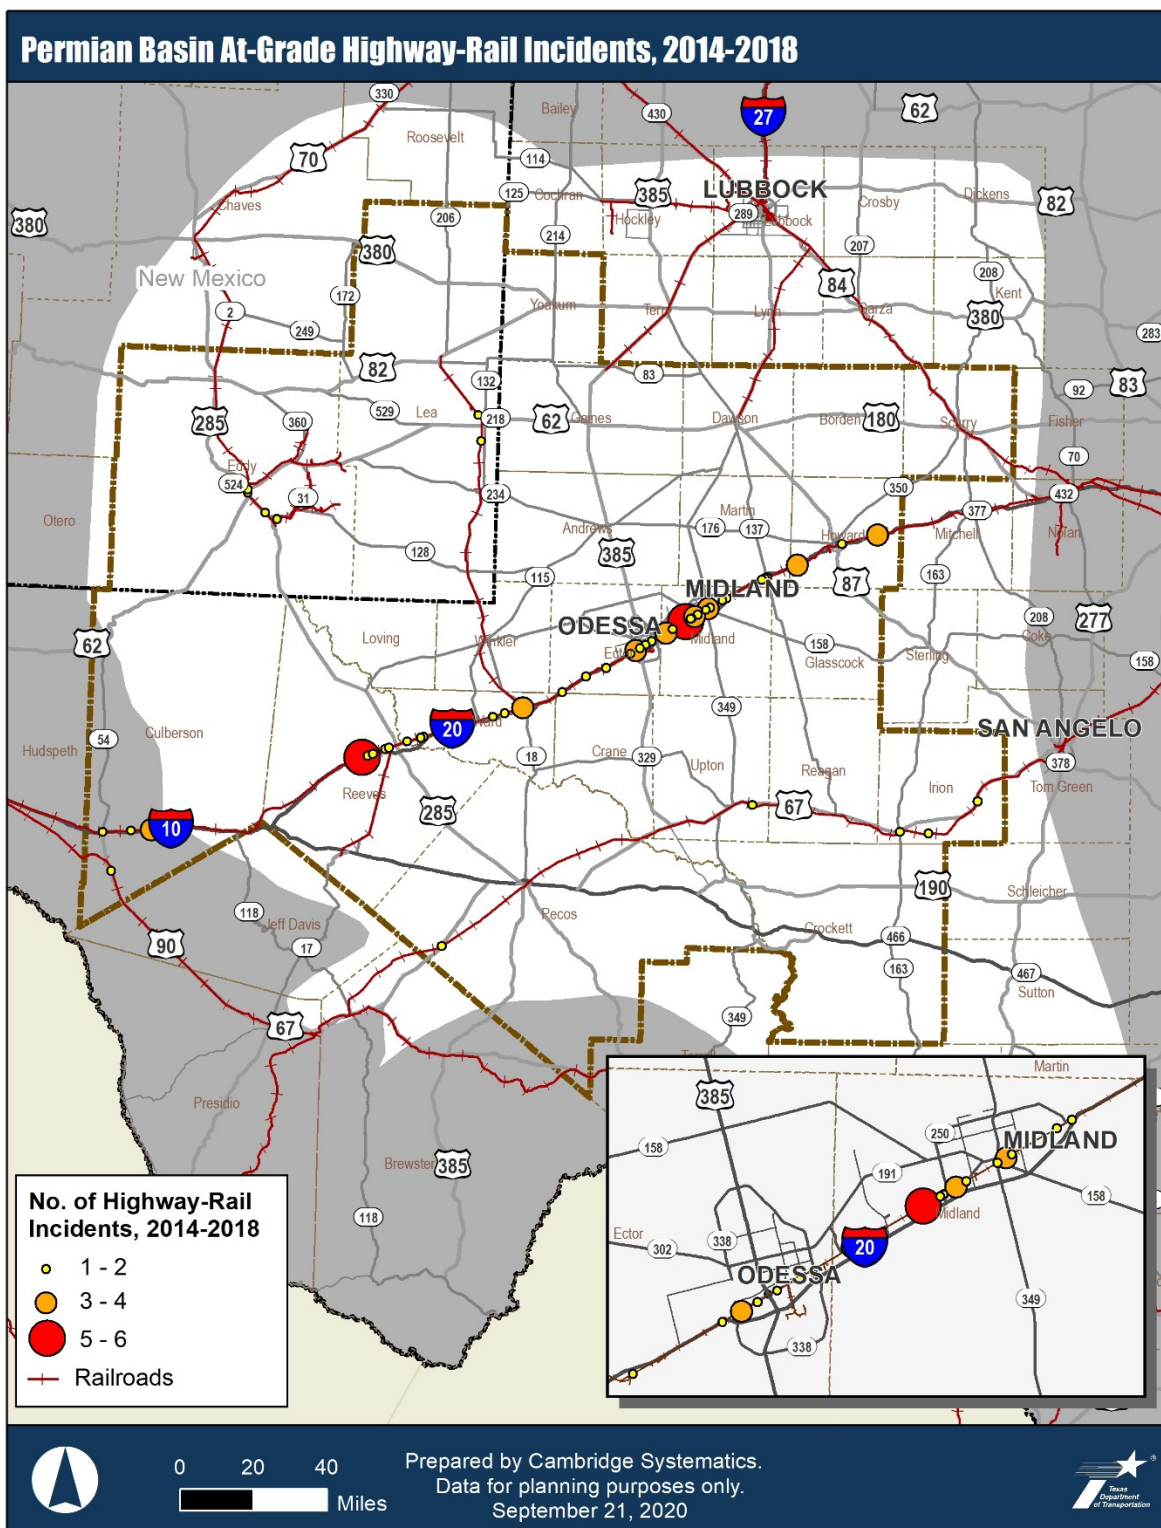 Permian Basin At-Grade Highway-Rail Incidents, 2014-2018
330
Bailey
430
27
62
Roosevelt
70
114
125
Cochran
385
LUBBOCK
Dickens
82
Chaves
206
Hockley
289
Lubbock
Crosby
380
214
207
380
New Mexico
84
208
Kent
172
Yoakum
Terry
Lynn
Garza
380
2
249
283
82
132
83
83
92
285
529
Lea
218
62
Gaines
Dawson
Borden
180
Scurry
Fisher
360
Eddy
70
524
31
234
350
432
Otero
Andrews
176
Martin
137
Howard
377
Mitchell
Nolan
128
385
115
MIDLAND
87
163
62
Loving
Winkler
ODESSA
Ector
Midland
158
Glasscock
208
Coke
277
Sterling
158
54
Culberson
Hudspeth
20
Ward
349
SAN ANGELO
18
Crane
329
Upton
Reagan
378
Reeves
285
67
Irion
Tom Green
10
190
Schleicher
118
Jeff Davis
Pecos
Crockett
90
17
466
163
467
Sutton
67
349
Presidio
Brewster
385
118
Martin
385
250
MIDLAND
158
191
158
Ector
338
Midland
302
20
ODESSA
349
338
No. of Highway-Rail
Incidents, 2014-2018
1 - 2
3 - 4
5 - 6
Railroads
0 20 40
Miles
Prepared by Cambridge Systematics.
Data for planning purposes only.
September 21, 2020
Texas
Department
of Transportation